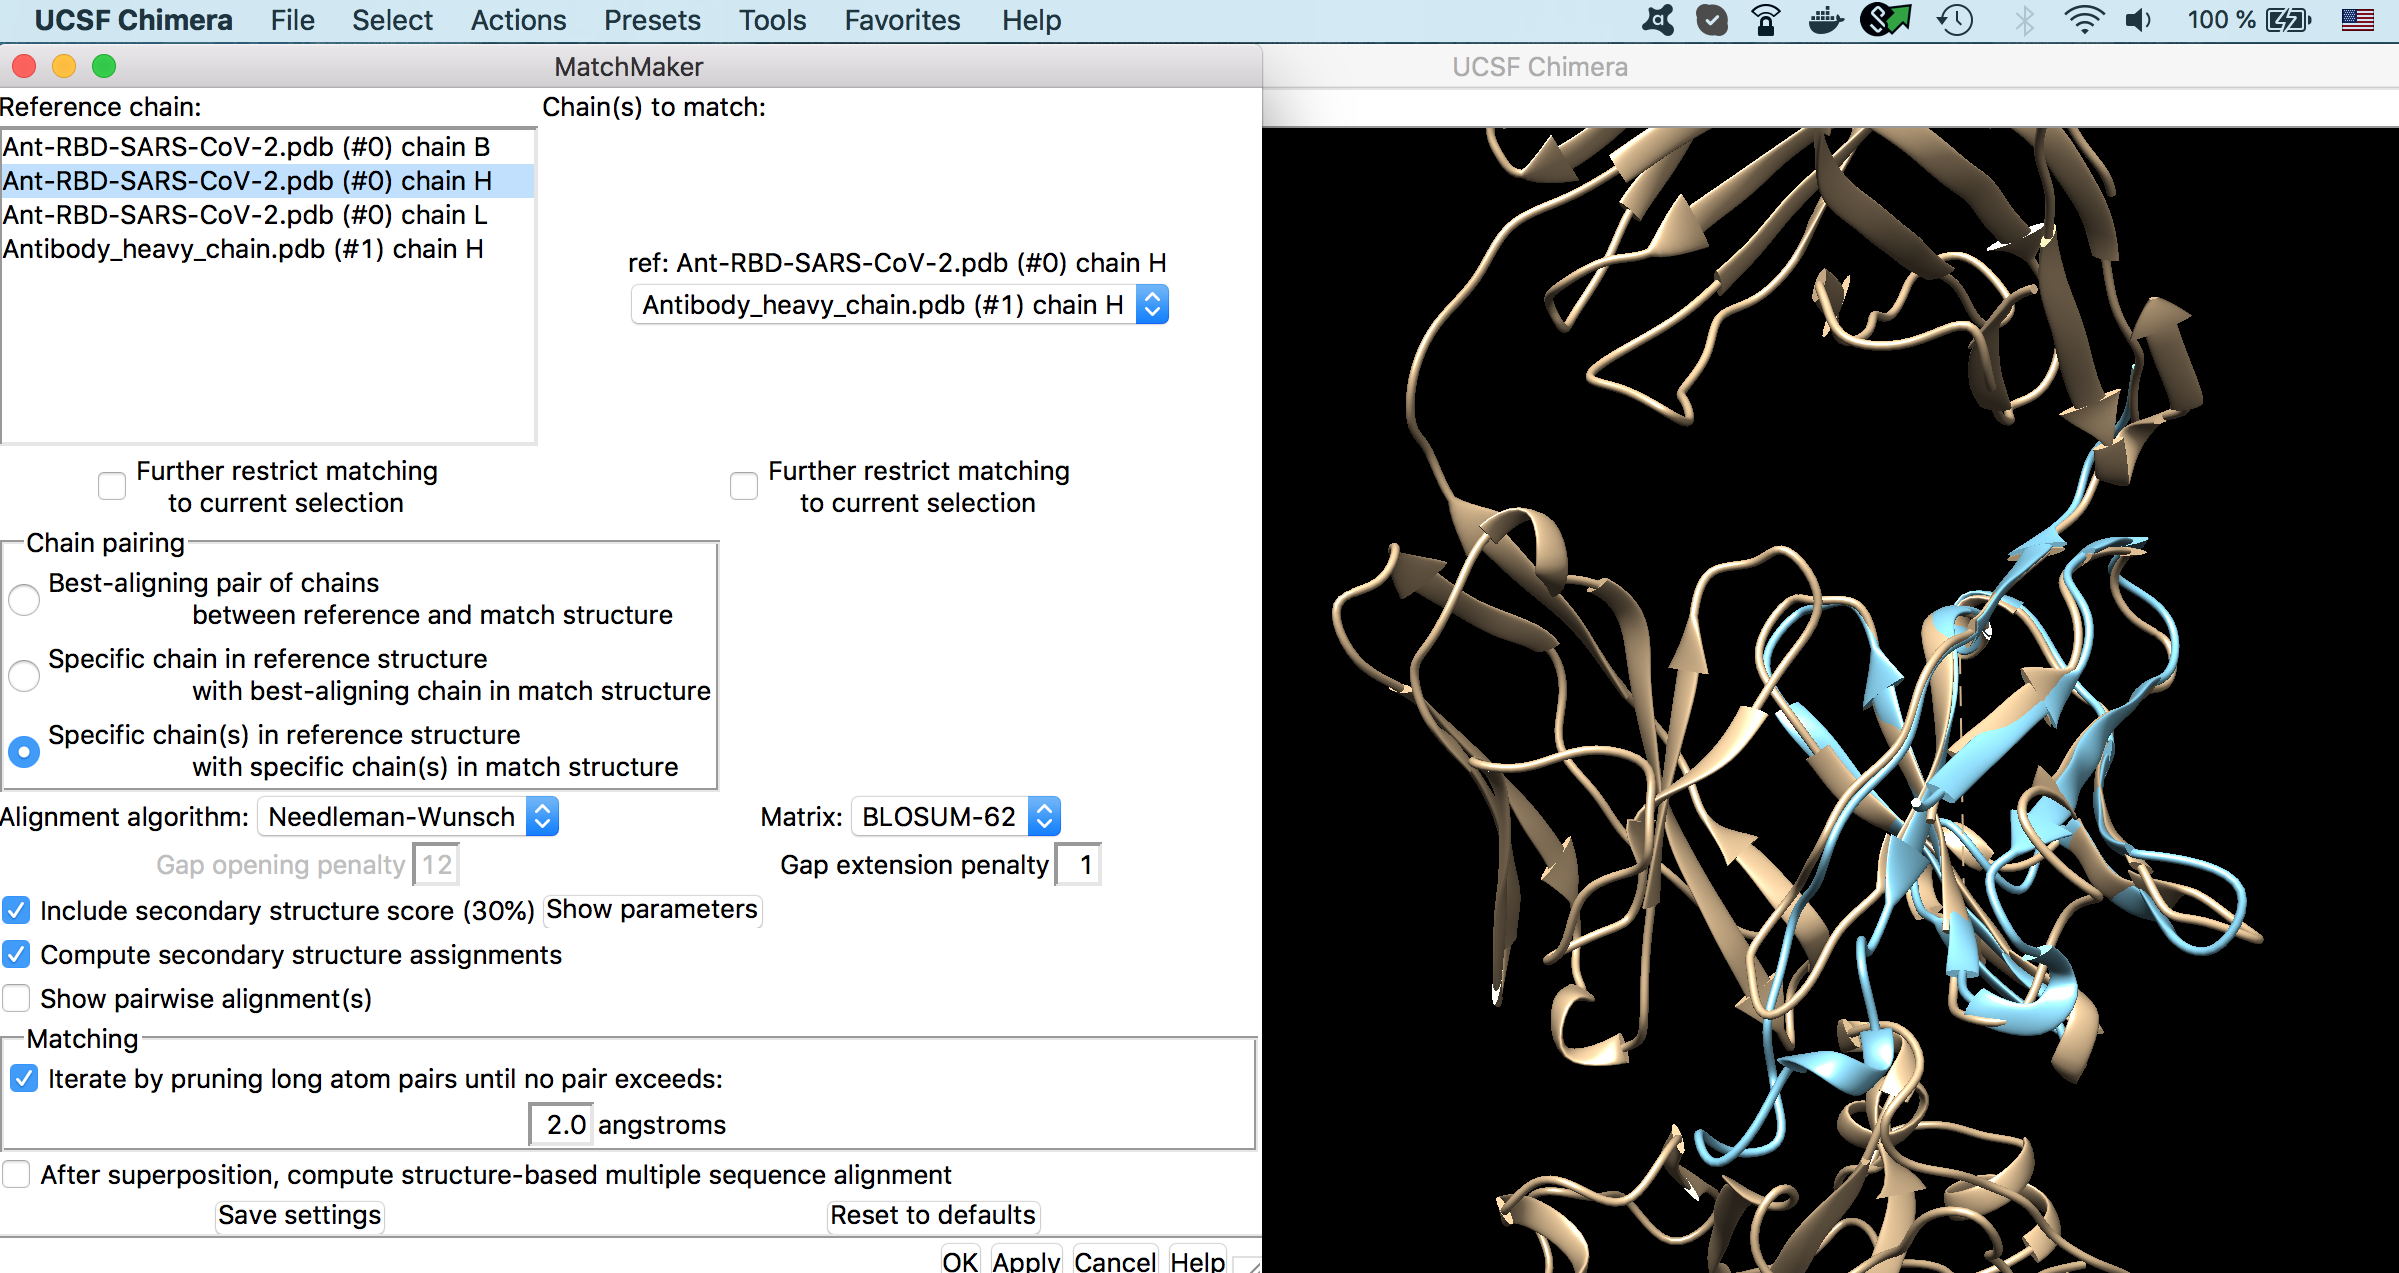 UCSF Chimera File Select Actions Presets Tools Favorites Help 100 %
MatchMaker
UCSF Chimera
Reference chain:
Chain(s) to match:
Ant-RBD-SARS-CoV-2.pdb (#0) chain B
Ant-RBD-SARS-CoV-2.pdb (#0) chain H
Ant-RBD-SARS-CoV-2.pdb (#0) chain L
Antibody_heavy_chain.pdb (#1) chain H
ref: Ant-RBD-SARS-CoV-2.pdb (#0) chain H
Antibody_heavy_chain.pdb (#1) chain H
Further restrict matching
to current selection
Further restrict matching
to current selection
Chain pairing
Best-aligning pair of chains
between reference and match structure
Specific chain in reference structure
with best-aligning chain in match structure
Specific chain(s) in reference structure
with specific chain(s) in match structure
Alignment algorithm: Needleman-Wunsch
Matrix: BLOSUM-62
Gap opening penalty 12
Gap extension penalty 1
Include secondary structure score (30%) Show parameters
Compute secondary structure assignments
Show pairwise alignment(s)
Matching
Iterate by pruning long atom pairs until no pair exceeds:
2.0 angstroms
After superposition, compute structure-based multiple sequence alignment
Save settings
Reset to defaults
OK Apply Cancel Help